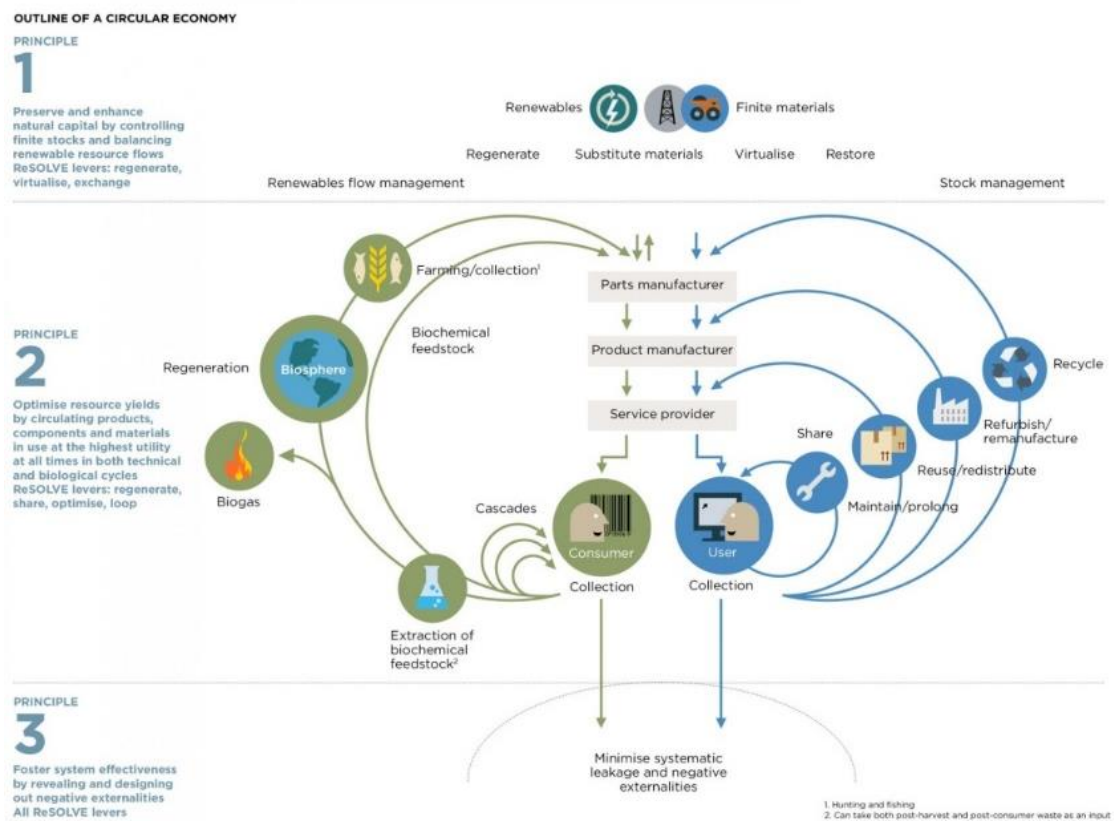 OUTLINE OF A CIRCULAR ECONOMY
PRINCIPLE
1
Preserve and enhance
natural capital by controlling
finite stocks and balancing
renewable resource flows
ReSOLVE levers: regenerate,
virtualise, exchange
Renewables
Finite materials
Regenerate
Substitute materials
Virtualise
Restore
Renewables flow management
Stock management
PRINCIPLE
2
Optimise resource yields
by circulating products,
components and materials
in use at the highest utility
at all times in both technical
and biological cycles
ReSOLVE levers: regenerate,
share, optimise, loop
Farming/collection¹
Parts manufacturer
Biochemical
feedstock
Product manufacturer
Regeneration
Biosphere
Recycle
Service provider
Share
Refurbish/
remanufacture
Reuse/redistribute
Biogas
Cascades
Maintain/prolong
Consumer
User
Collection
Collection
Extraction of
biochemical
feedstock²
PRINCIPLE
3
Foster system effectiveness
by revealing and designing
out negative externalities
All ReSOLVE levers
Minimise systematic
leakage and negative
externalities
1. Hunting and fishing
2. Can take both post-harvest and post-consumer waste as an input